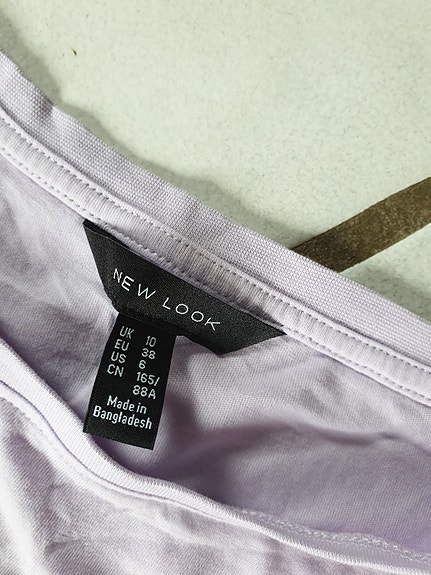 NEW LOOK
UK 10
EU 38
US 6
CN 165/
88A
Made in
Bangladesh